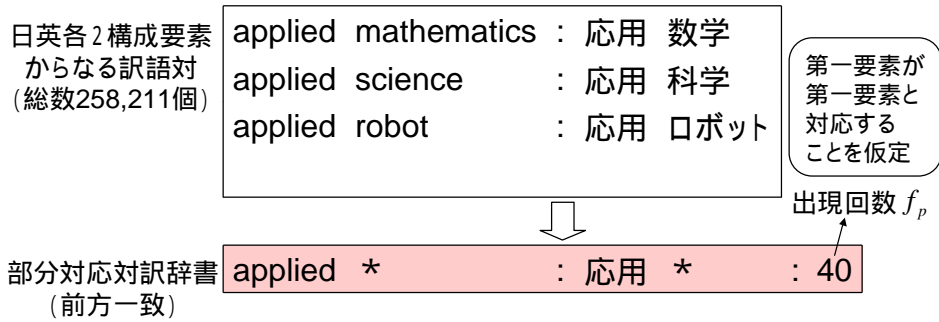 日英各2構成要素
からなる訳語対
(総数258,211個)
applied mathematics : 応用 数学
applied science : 応用 科学
applied robot : 応用 ロボット
第一要素が
第一要素と
対応する
ことを仮定
出現回数 f_p
部分対応対訳辞書
(前方一致)
applied * : 応用 * : 40